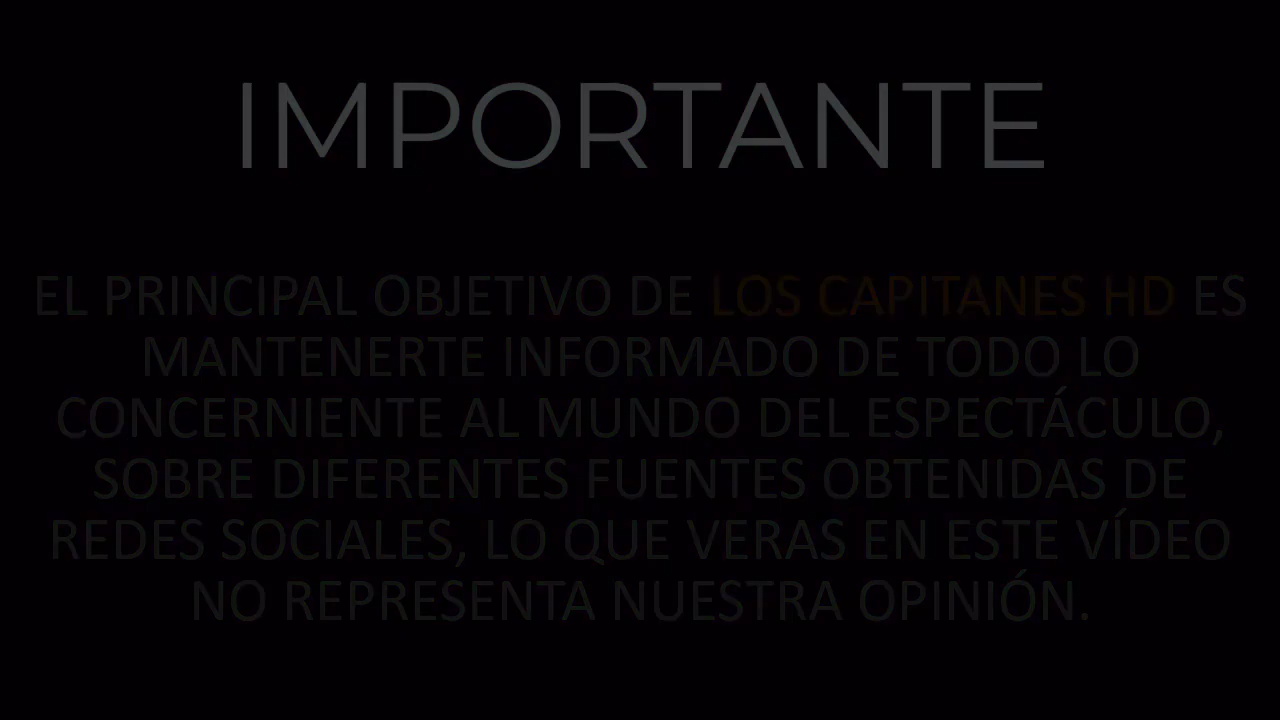 IMPORTANTE
EL PRINCIPAL OBJETIVO DE LOS CAPITANES HD ES
MANTENERTE INFORMADO DE TODO LO
CONCERNIENTE AL MUNDO DEL ESPECTÁCULO,
SOBRE DIFERENTES FUENTES OBTENIDAS DE
REDES SOCIALES, LO QUE VERAS EN ESTE VÍDEO
NO REPRESENTA NUESTRA OPINIÓN.